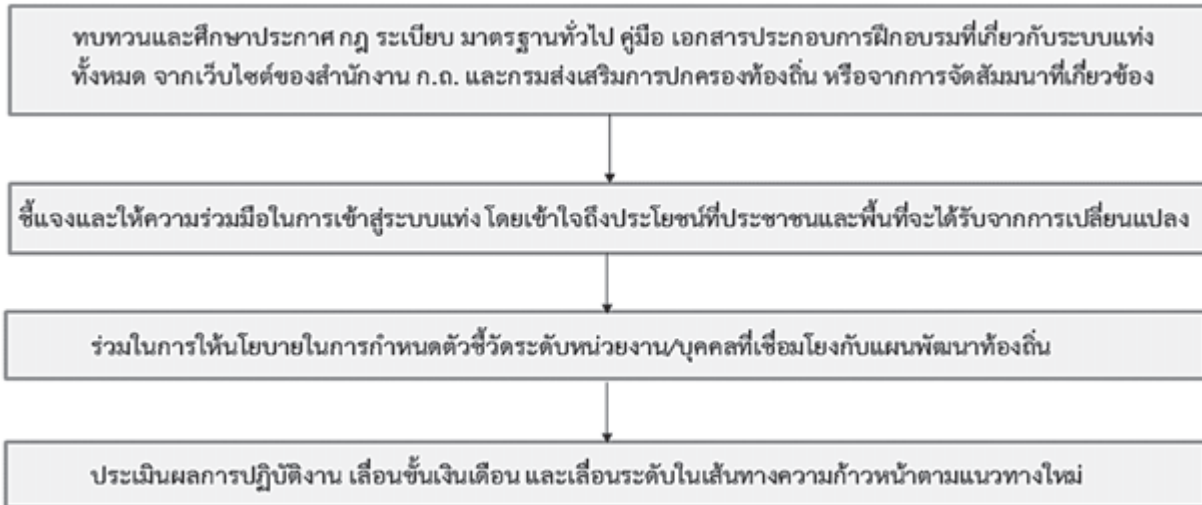 ทบทวนและศึกษาประกาศ กฎ ระเบียบ มาตรฐานทั่วไป คู่มือ เอกสารประกอบการฝึกอบรมที่เกี่ยวกับระบบแท่ง
ทั้งหมด จากเว็บไซต์ของสำนักงาน ก.ถ. และกรมส่งเสริมการปกครองท้องถิ่น หรือจากการจัดสัมมนาที่เกี่ยวข้อง
ชี้แจงและให้ความร่วมมือในการเข้าสู่ระบบแท่ง โดยเข้าใจถึงประโยชน์ที่ประชาชนและพื้นที่จะได้รับจากการเปลี่ยนแปลง
ร่วมในการให้นโยบายในการกำหนดตัวชี้วัดระดับหน่วยงาน/บุคคลที่เชื่อมโยงกับแผนพัฒนาท้องถิ่น
ประเมินผลการปฏิบัติงาน เลื่อนขั้นเงินเดือน และเลื่อนระดับในเส้นทางความก้าวหน้าตามแนวทางใหม่